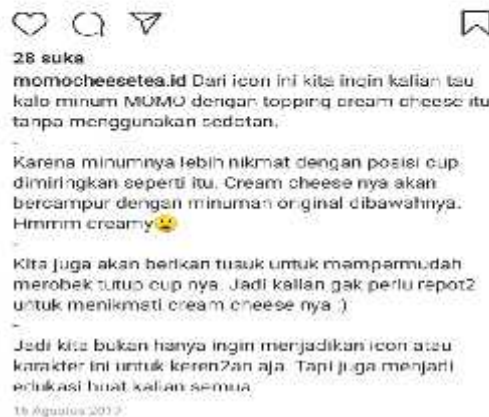 28 suka
momocheesetea.id Dari icon ini kita ingin kalian tau
kalo minum MOMO dengan topping cream cheese itu
tanpa menggunakan sedotan.
-
Karena minumnya lebih nikmat dengan posisi cup
dimiringkan seperti itu. Cream cheese nya akan
bercampur dengan minuman original dibawahnya.
Hmmm creamy😮
-
Kita juga akan berikan tusuk untuk mempermudah
merobek tutup cup nya. Jadi kalian gak perlu repot2
untuk menikmati cream cheese nya :)
-
Jadi kita bukan hanya ingin menjadikan icon atau
karakter ini untuk keren2an aja. Tapi juga menjadi
edukasi buat kalian semua
16 Agustus 2019